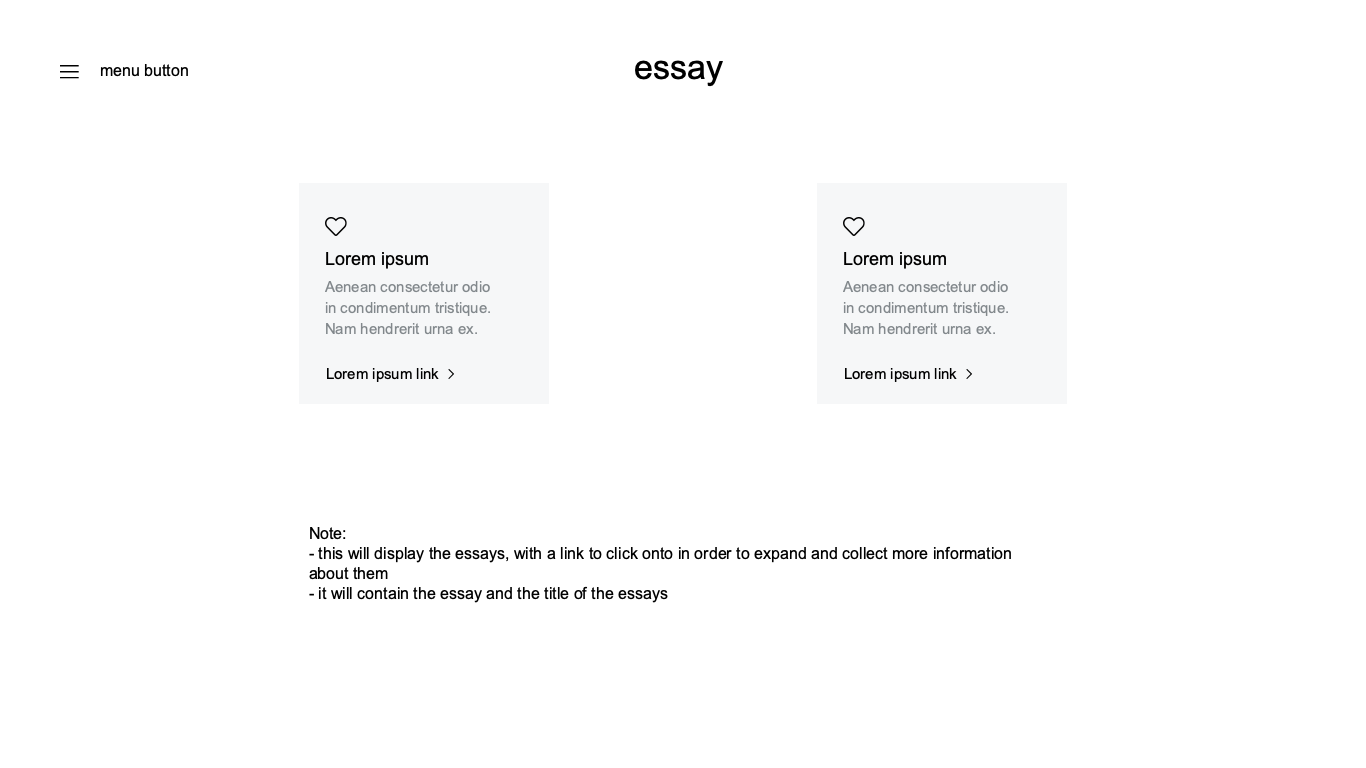 menu button
essay
Lorem ipsum
Aenean consectetur odio
in condimentum tristique.
Nam hendrerit urna ex.
Lorem ipsum link
Lorem ipsum
Aenean consectetur odio
in condimentum tristique.
Nam hendrerit urna ex.
Lorem ipsum link
Note:
- this will display the essays, with a link to click onto in order to expand and collect more information
about them
- it will contain the essay and the title of the essays